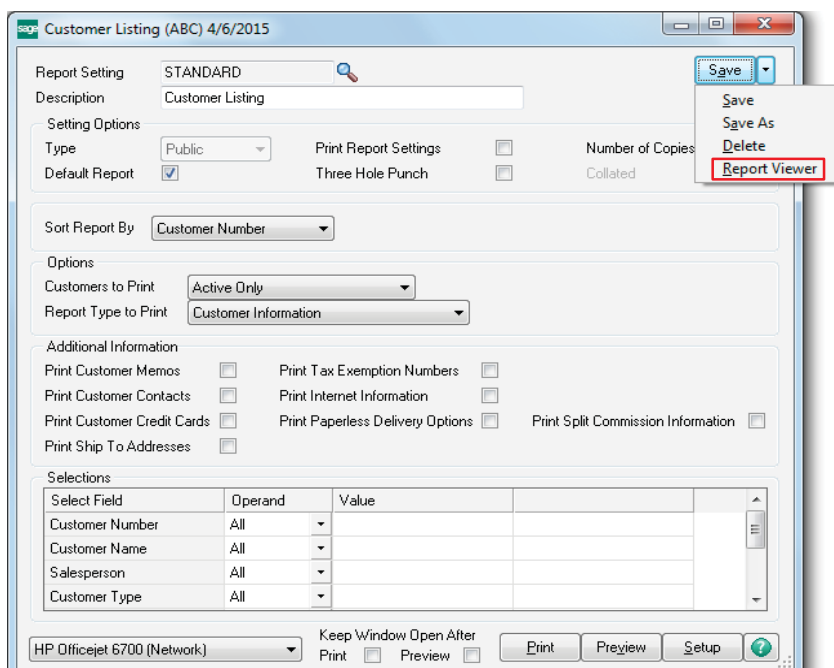 sage Customer Listing (ABC) 4/6/2015
Report Setting STANDARD Save
Description Customer Listing
Save
Save As
Delete
Report Viewer
Setting Options
Type Public Print Report Settings Number of Copies
Default Report Three Hole Punch Collated
Sort Report By Customer Number
Options
Customers to Print Active Only
Report Type to Print Customer Information
Additional Information
Print Customer Memos Print Tax Exemption Numbers
Print Customer Contacts Print Internet Information
Print Customer Credit Cards Print Paperless Delivery Options Print Split Commission Information
Print Ship To Addresses
Selections
Select Field Operand Value
Customer Number All
Customer Name All
Salesperson All
Customer Type All
HP Officejet 6700 (Network) Keep Window Open After
Print Preview Print Preview Setup ?